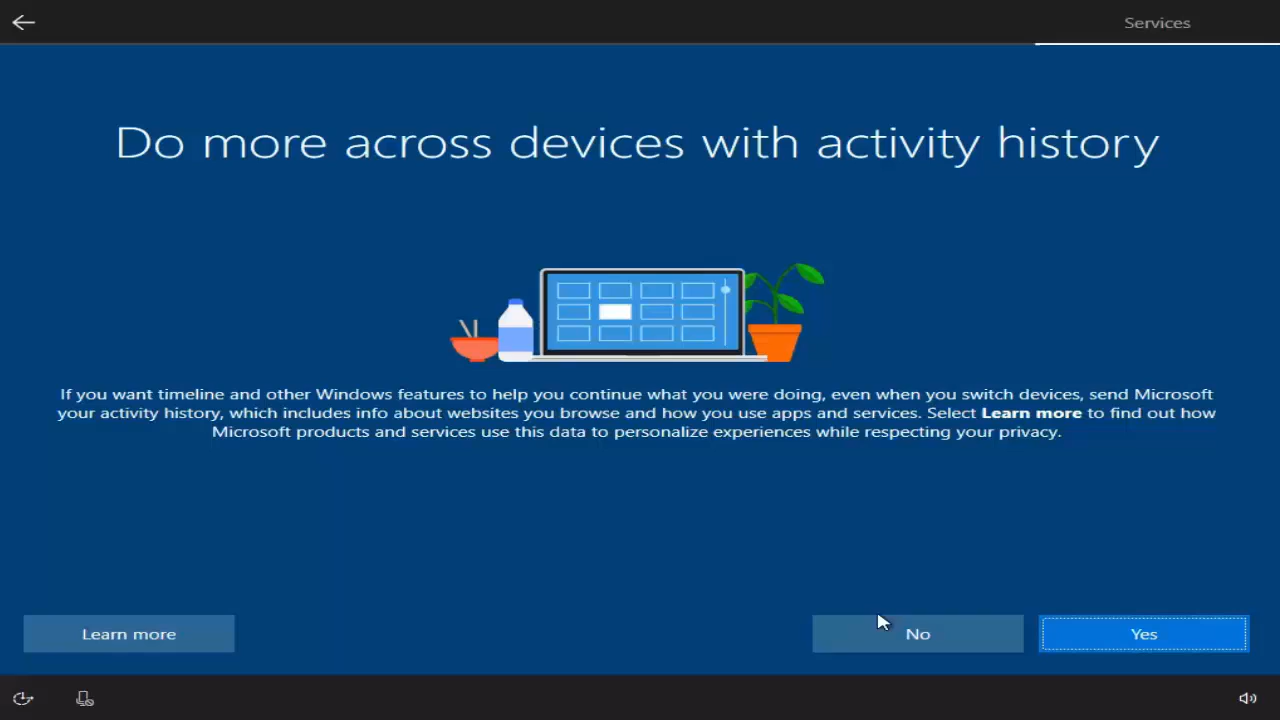 Services
Do more across devices with activity history
If you want timeline and other Windows features to help you continue what you were doing, even when you switch devices, send Microsoft
your activity history, which includes info about websites you browse and how you use apps and services. Select Learn more to find out how
Microsoft products and services use this data to personalize experiences while respecting your privacy.
Learn more
No
Yes